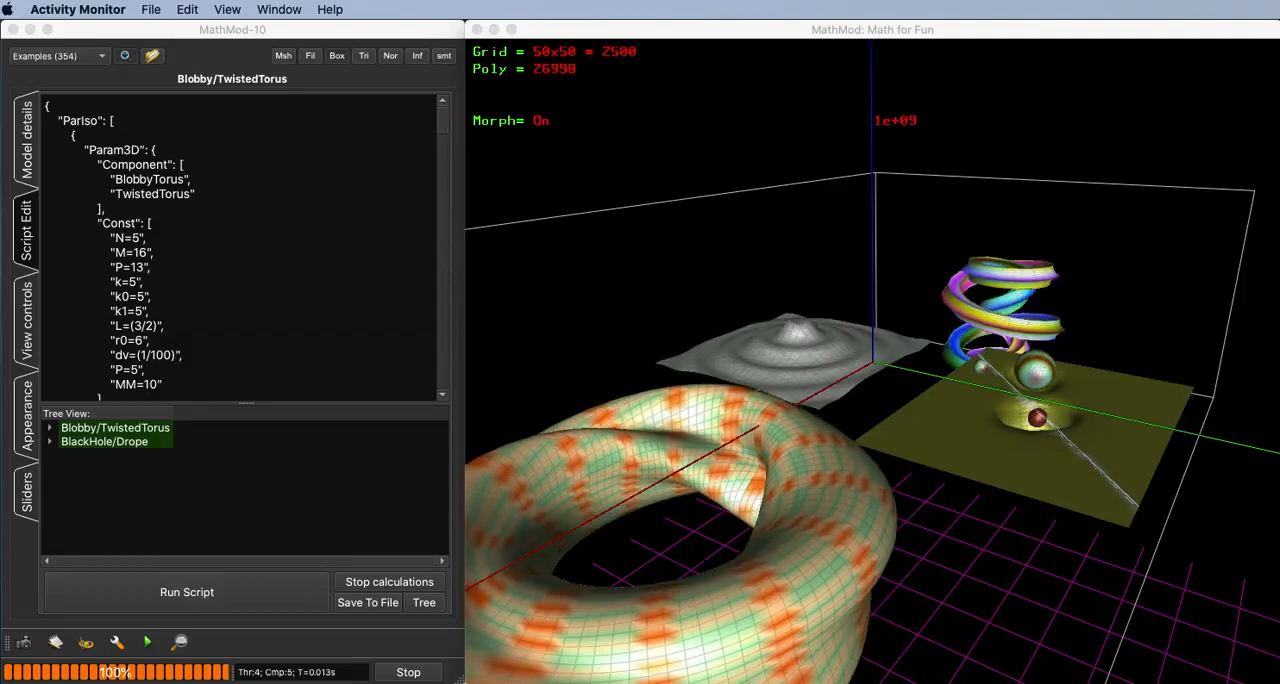 Activity Monitor File Edit View Window Help
MathMod-10
MathMod: Math for Fun
Examples (354)
Msh Fil Box Tri Nor Inf smt
Blobby/TwistedTorus
Model details
Script Edit
View controls
Appearance
Sliders
{
"ParIso": [
{
"Param3D": {
"Component": [
"BlobbyTorus",
"TwistedTorus"
],
"Const": [
"N=5",
"M=16",
"P=13",
"k=5",
"k0=5",
"k1=5",
"L=(3/2)",
"r0=6",
"dv=(1/100)",
"P=5",
"MM=10"
]
Tree View:
Blobby/TwistedTorus
BlackHole/Drope
Run Script
Stop calculations
Save To File
Tree
100%
Thr:4; Cmp:5; T=0.013s
Stop
Grid = 50x50 = 2500
Poly = 26999
Morph= On
1e+09